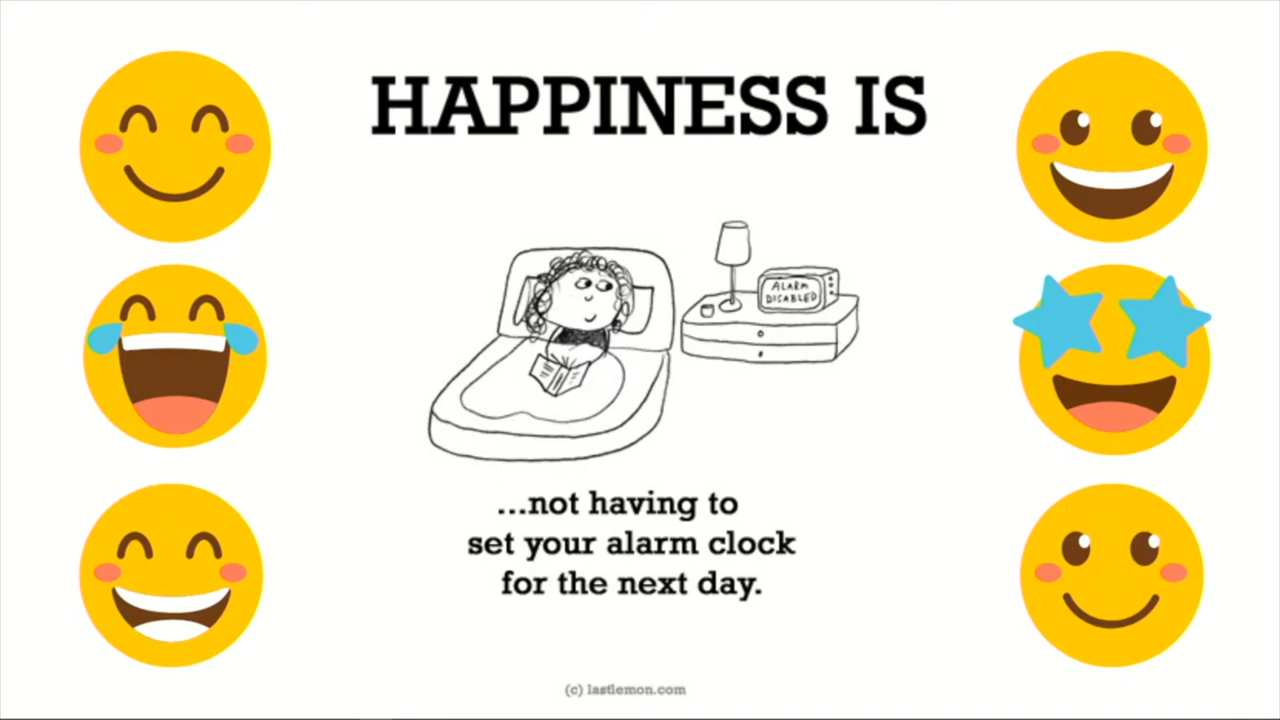 HAPPINESS IS
ALARM
DISABLED
...not having to
set your alarm clock
for the next day.
(c) lastlemon.com